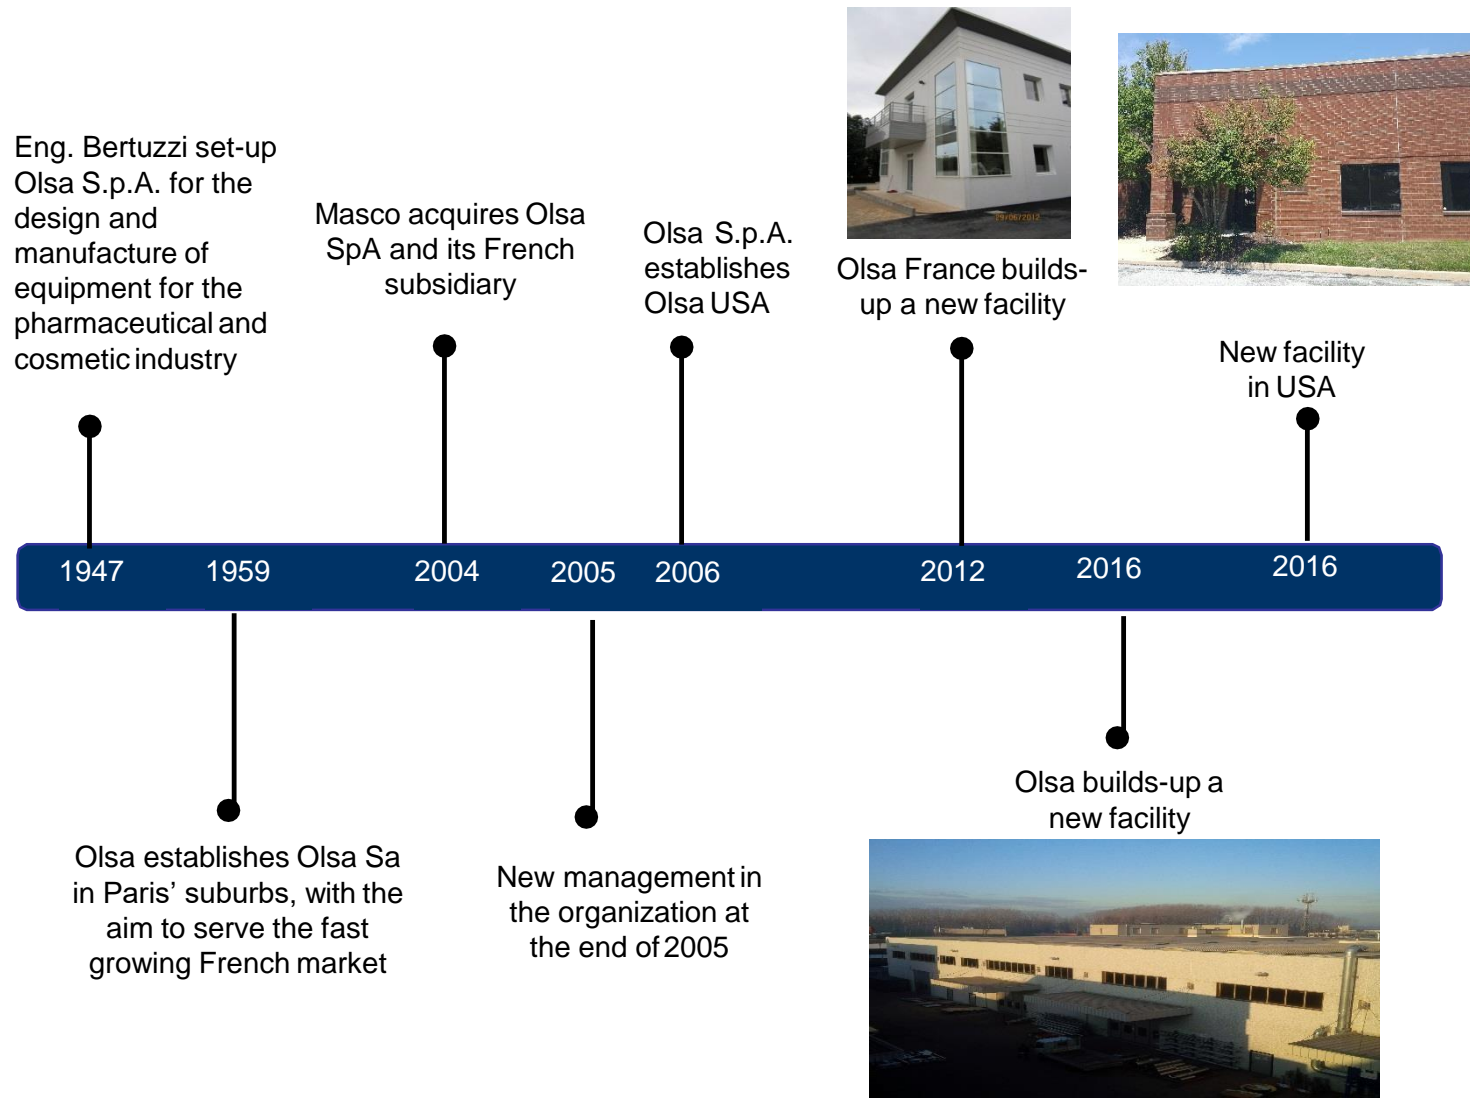 Eng. Bertuzzi set-up
Olsa S.p.A. for the
design and
manufacture of
equipment for the
pharmaceutical and
cosmetic industry
Masco acquires Olsa
SpA and its French
subsidiary
Olsa S.p.A.
establishes
Olsa USA
29/06/2012
Olsa France builds-
up a new facility
New facility
in USA
1947
1959
2004
2005
2006
2012
2016
2016
Olsa establishes Olsa Sa
in Paris’ suburbs, with the
aim to serve the fast
growing French market
New management in
the organization at
the end of 2005
Olsa builds-up a
new facility